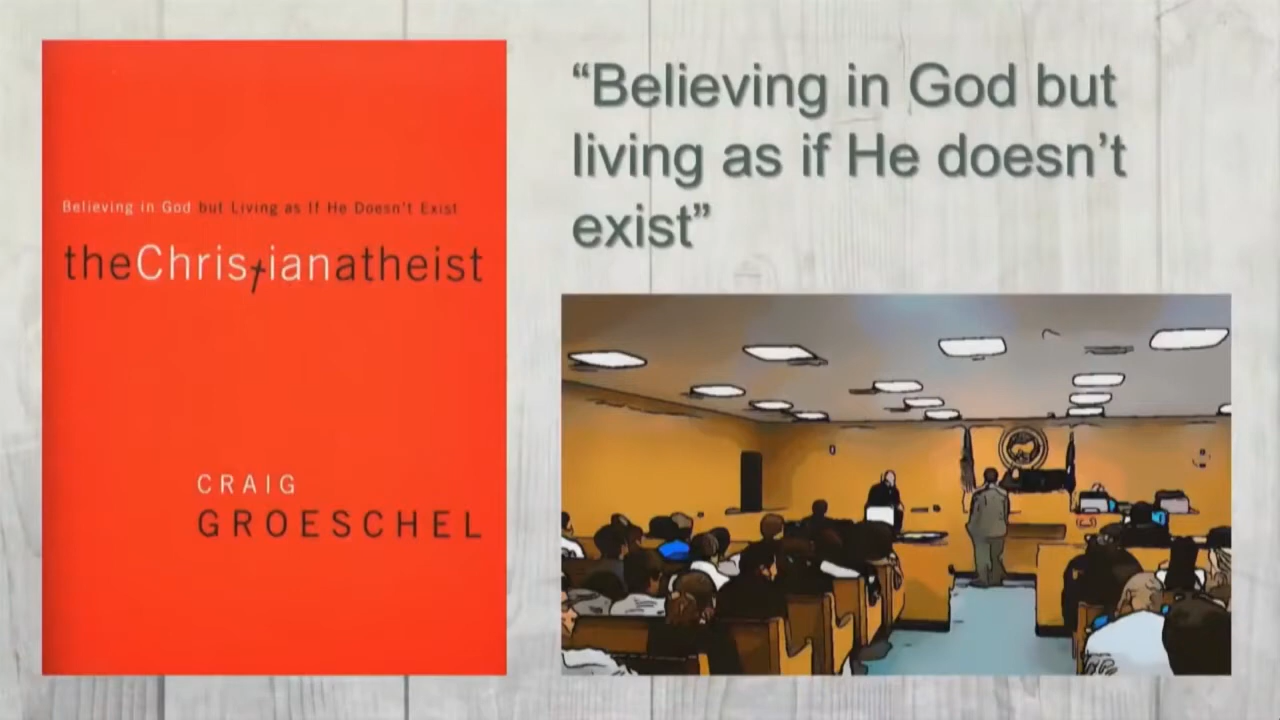 Believing in God but Living as If He Doesn't Exist
theChristianatheist
CRAIG
GROESCHEL
“Believing in God but
living as if He doesn’t
exist”